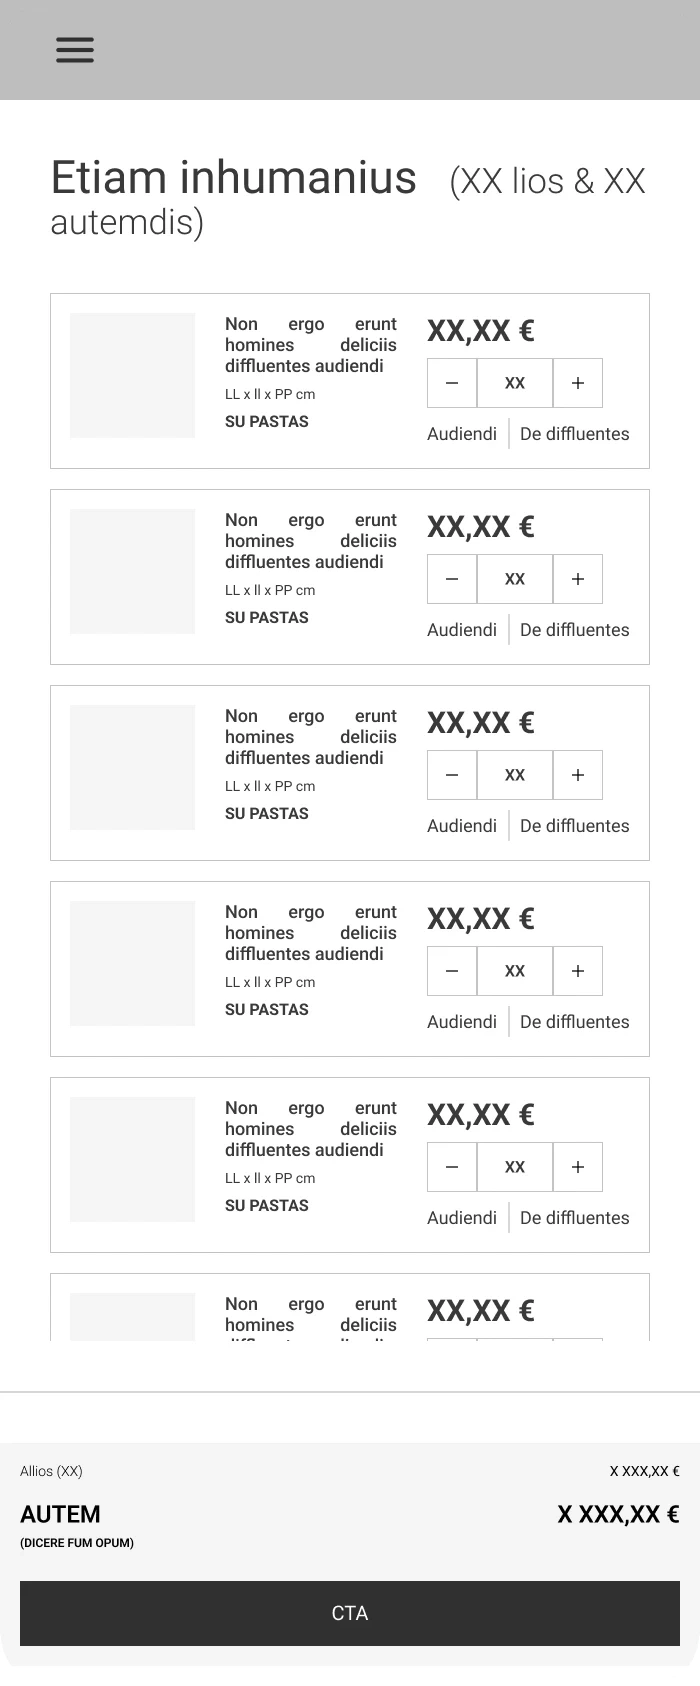 Etiam inhumanius (XX lios & XX
autemdis)
Non ergo erunt
homines deliciis
diffluentes audiendi
LL x ll x PP cm
SU PASTAS
XX,XX €
− XX +
Audiendi | De diffluentes
Non ergo erunt
homines deliciis
diffluentes audiendi
LL x ll x PP cm
SU PASTAS
XX,XX €
− XX +
Audiendi | De diffluentes
Non ergo erunt
homines deliciis
diffluentes audiendi
LL x ll x PP cm
SU PASTAS
XX,XX €
− XX +
Audiendi | De diffluentes
Non ergo erunt
homines deliciis
diffluentes audiendi
LL x ll x PP cm
SU PASTAS
XX,XX €
− XX +
Audiendi | De diffluentes
Non ergo erunt
homines deliciis
diffluentes audiendi
LL x ll x PP cm
SU PASTAS
XX,XX €
− XX +
Audiendi | De diffluentes
Non ergo erunt
homines deliciis
XX,XX €
Allios (XX) X XXX,XX €
AUTEM X XXX,XX €
(DICERE FUM OPUM)
CTA